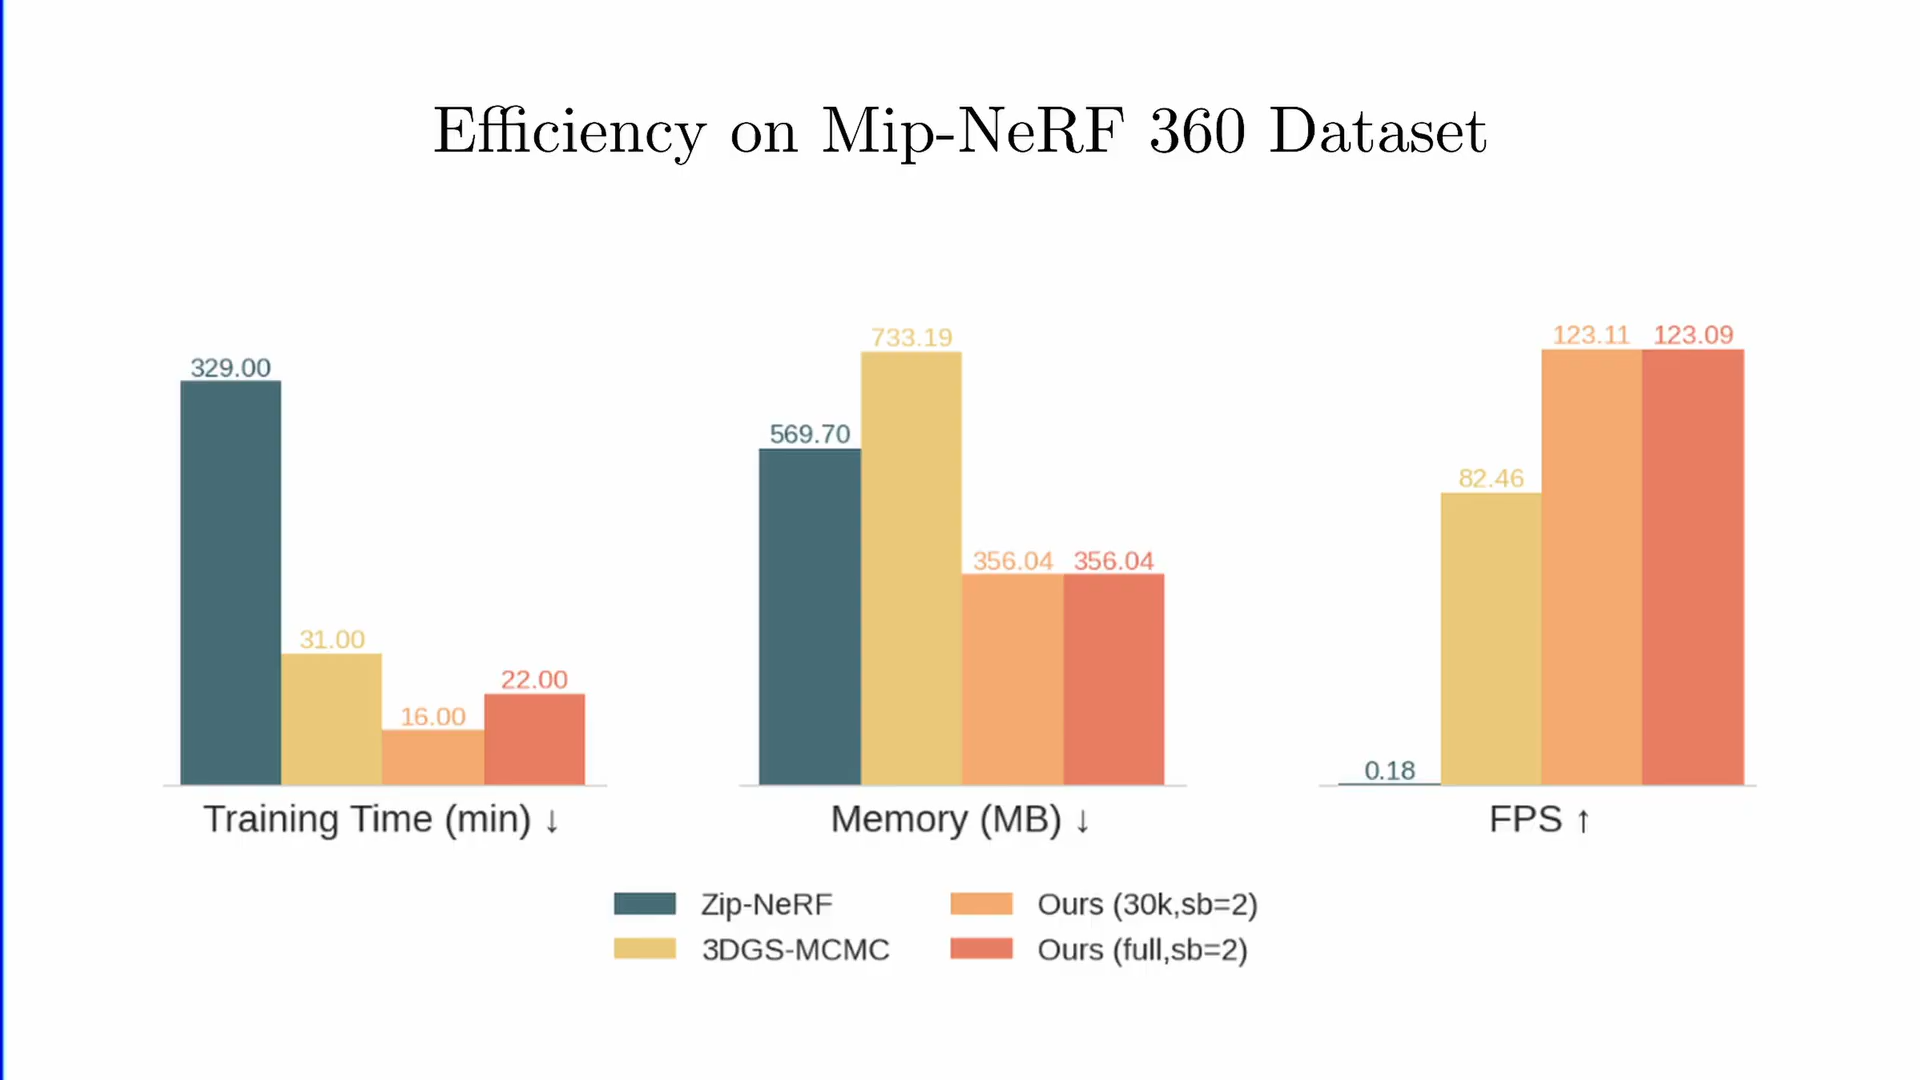 Efficiency on Mip-NeRF 360 Dataset
329.00
31.00
16.00
22.00
Training Time (min) ↓
569.70
733.19
356.04
356.04
Memory (MB) ↓
0.18
82.46
123.11
123.09
FPS ↑
Zip-NeRF
3DGS-MCMC
Ours (30k,sb=2)
Ours (full,sb=2)